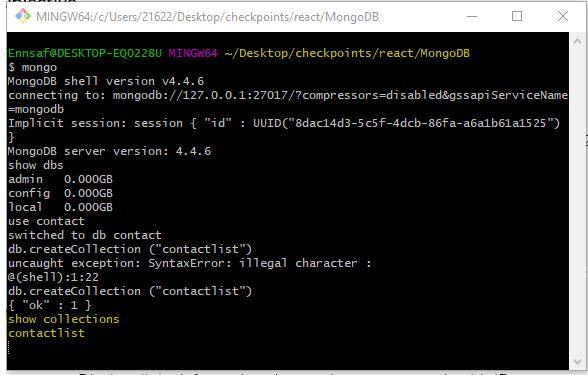 MINGW64:/c/Users/21622/Desktop/checkpoints/react/MongoDB
Ennsaf@DESKTOP-EQO228U MINGW64 ~/Desktop/checkpoints/react/MongoDB
$ mongo
MongoDB shell version v4.4.6
connecting to: mongodb://127.0.0.1:27017/?compressors=disabled&gssapiServiceName
=mongodb
Implicit session: session { "id" : UUID("8dac14d3-5c5f-4dcb-86fa-a6a1b61a1525")
}
MongoDB server version: 4.4.6
show dbs
admin   0.000GB
config  0.000GB
local   0.000GB
use contact
switched to db contact
db.createCollection ("contactlist")
uncaught exception: SyntaxError: illegal character :
@(shell):1:22
db.createCollection ("contactlist")
{ "ok" : 1 }
show collections
contactlist